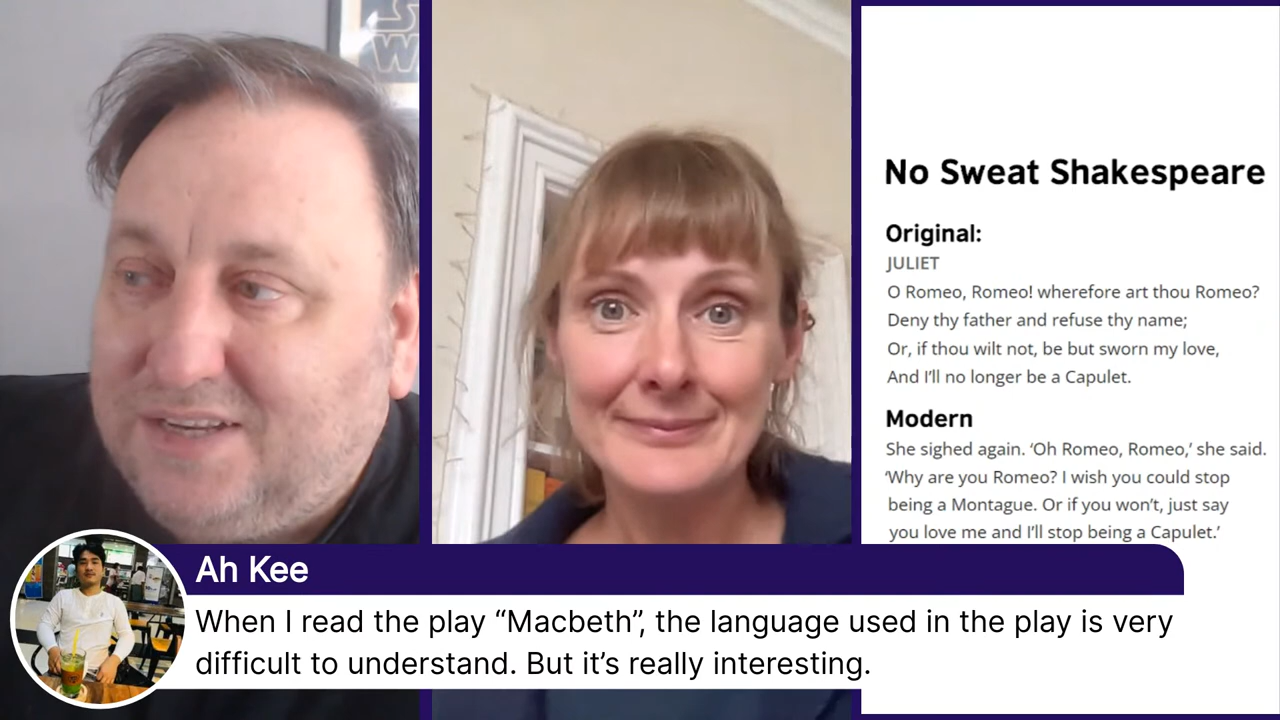 No Sweat Shakespeare
Original:
JULIET
O Romeo, Romeo! wherefore art thou Romeo?
Deny thy father and refuse thy name;
Or, if thou wilt not, be but sworn my love,
And I’ll no longer be a Capulet.
Modern
She sighed again. ‘Oh Romeo, Romeo,’ she said.
‘Why are you Romeo? I wish you could stop
being a Montague. Or if you won’t, just say
you love me and I’ll stop being a Capulet.’
Ah Kee
When I read the play “Macbeth”, the language used in the play is very
difficult to understand. But it’s really interesting.